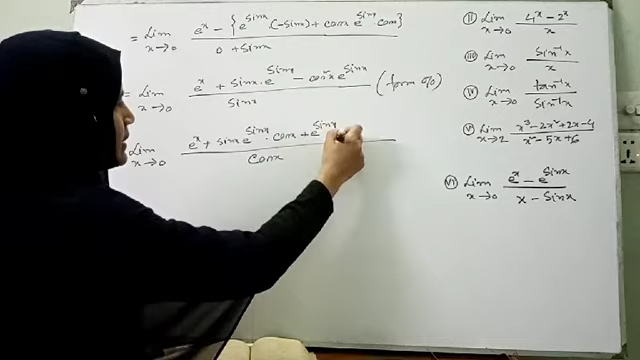 = Lim x→0 e^x - {e^Sinx (-Sinx) + cosx e^Sinx cosx} / 0 + Sinx
= Lim x→0 e^x + Sinx . e^Sinx - cos²x e^Sinx / Sinx (form 0/0)
Lim x→0 e^x + Sinx e^Sinx . cosx + e^Sinx / Cosx
(ii) Lim x→0 4^x - 2^x / x
(iii) Lim x→0 Sin⁻¹x / x
(iv) Lim x→0 tan⁻¹x / Sin⁻¹x
(v) Lim x→2 x³ - 2x² + 2x - 4 / x² - 5x + 6
(vi) Lim x→0 e^x - e^Sinx / x - Sinx